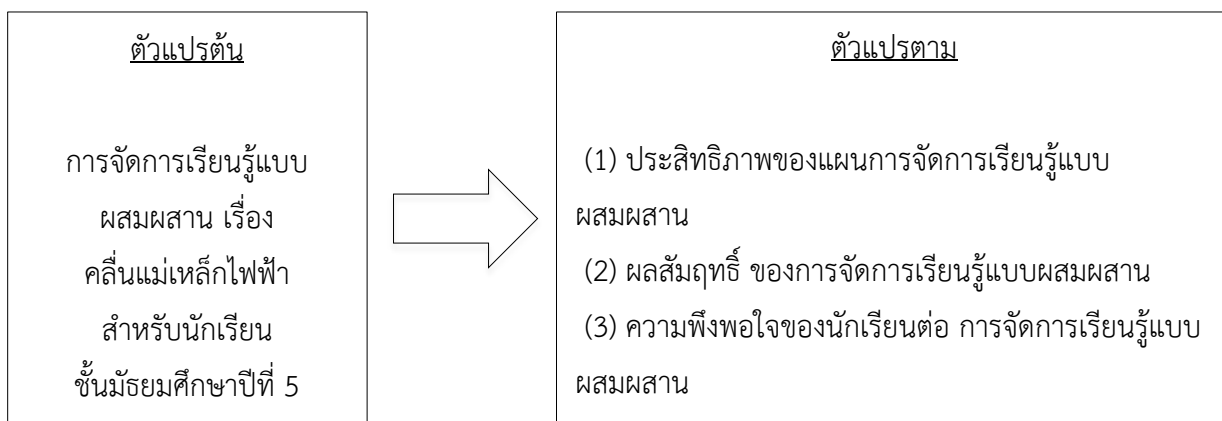 ตัวแปรต้น
การจัดการเรียนรู้แบบ
ผสมผสาน เรื่อง
คลื่นแม่เหล็กไฟฟ้า
สำหรับนักเรียน
ชั้นมัธยมศึกษาปีที่ 5
ตัวแปรตาม
(1) ประสิทธิภาพของแผนการจัดการเรียนรู้แบบ
ผสมผสาน
(2) ผลสัมฤทธิ์ ของการจัดการเรียนรู้แบบผสมผสาน
(3) ความพึงพอใจของนักเรียนต่อ การจัดการเรียนรู้แบบ
ผสมผสาน